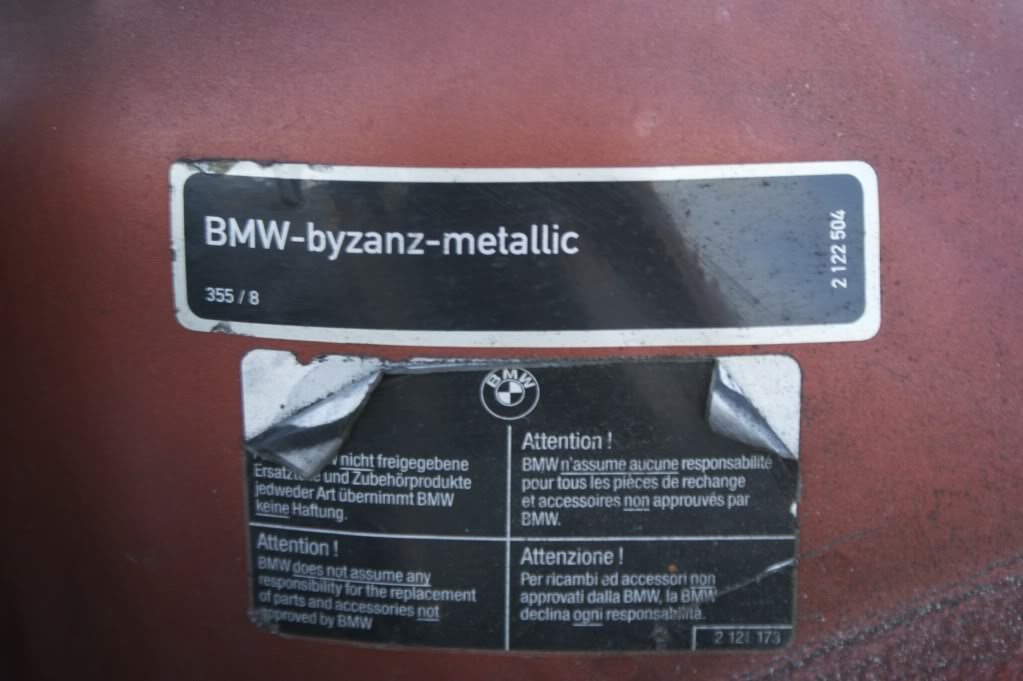 BMW-byzanz-metallic
355 / 8
2 122 504
BMW
nicht freigegebene
und Zubehörprodukte
jedweder Art übernimmt BMW
keine Haftung.
Attention !
BMW n'assume aucune responsabilité
pour tous les pièces de rechange
et accessoires non approuvés par
BMW.
Attention !
BMW does not assume any
responsibility for the replacement
of parts and accessories not
approved by BMW
Attenzione !
Per ricambi ed accessori non
approvati dalla BMW, la BMW
declina ogni responsabilità.
2 121 173